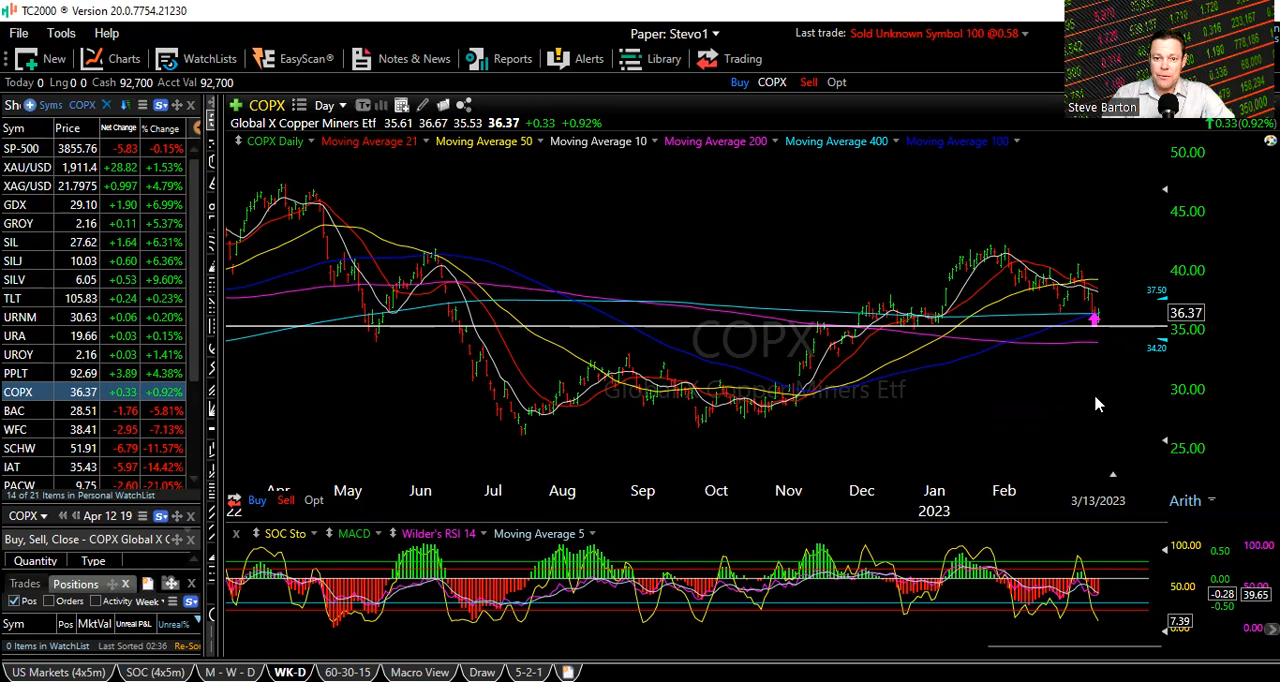 TC2000 ® Version 20.0.7754.21230
File Tools Help
Paper: Stevo1
Last trade: Sold Unknown Symbol 100 @0.58
New Charts WatchLists EasyScan® Notes & News Reports Alerts Library Trading
Today 0 Lng 0 0 Cash 92,700 Acct Val 92,700
Buy COPX Sell Opt
Steve Barton
Sh Syms COPX
COPX Day
Sym Price Net Change % Change
Global X Copper Miners Etf 35.61 36.67 35.53 36.37 +0.33 +0.92%
0.33(0.92%)
COPX Daily Moving Average 21 Moving Average 50 Moving Average 10 Moving Average 200 Moving Average 400 Moving Average 100
SP-500 3855.76 -5.83 -0.15%
XAU/USD 1,911.4 +28.82 +1.53%
XAG/USD 21.7975 +0.997 +4.79%
GDX 29.10 +1.90 +6.99%
GROY 2.16 +0.11 +5.37%
SIL 27.62 +1.64 +6.31%
SILJ 10.03 +0.60 +6.36%
SILV 6.05 +0.53 +9.60%
TLT 105.83 +0.24 +0.23%
URNM 30.63 +0.06 +0.20%
URA 19.66 +0.03 +0.15%
UROY 2.16 +0.03 +1.41%
PPLT 92.69 +3.89 +4.38%
COPX 36.37 +0.33 +0.92%
BAC 28.51 -1.76 -5.81%
WFC 38.41 -2.95 -7.13%
SCHW 51.91 -6.79 -11.57%
IAT 35.43 -5.97 -14.42%
PACW 9.75 -2.60 -21.05%
14 of 21 Items in Personal WatchList
50.00
45.00
40.00
37.50
36.37
35.00
34.20
30.00
25.00
COPX
Global X Copper Miners Etf
Apr May Jun Jul Aug Sep Oct Nov Dec Jan Feb 3/13/2023 Arith
22 2023
Buy Sell Opt
COPX Apr 12 19
Buy, Sell, Close - COPX Global X C
Quantity Type
Trades Positions
Pos Orders Activity Week
Sym Pos MktVal Unreal P&L Unreal%
0 Items in WatchList Last Sorted 02:36 Re-So
X SOC Sto MACD Wilder's RSI 14 Moving Average 5
100.00 0.50 100.00
50.00 0.00 50.00
-0.28 39.65
-0.50
7.39
0.00 0.00
US Markets (4x5m) SOC (4x5m) M - W - D WK-D 60-30-15 Macro View Draw 5-2-1